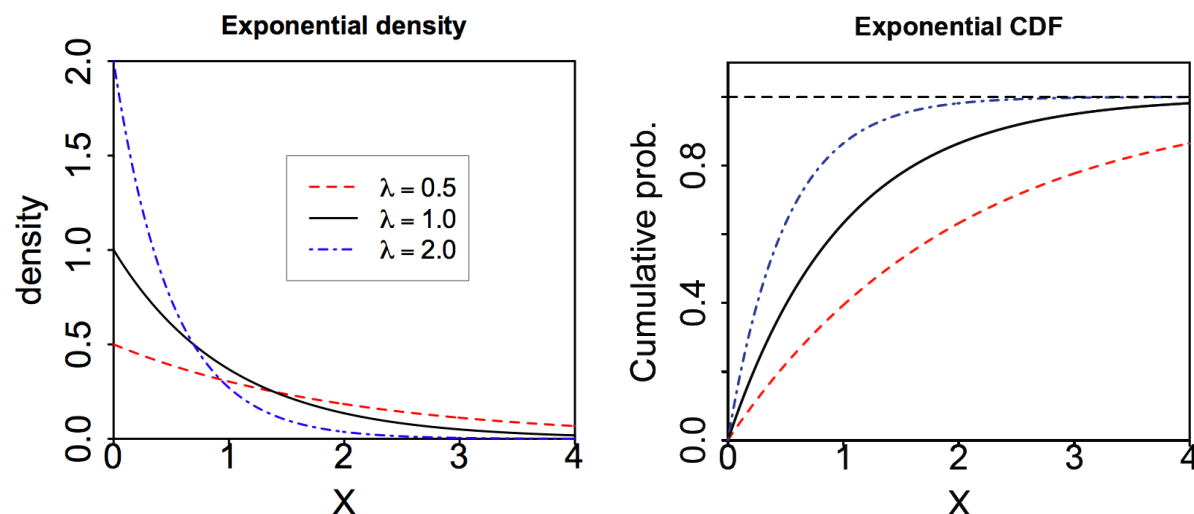 Exponential density
density
2.0
1.5
1.0
0.5
0.0
λ = 0.5
λ = 1.0
λ = 2.0
0 1 2 3 4
X
Exponential CDF
Cumulative prob.
0.8
0.4
0.0
0 1 2 3 4
X